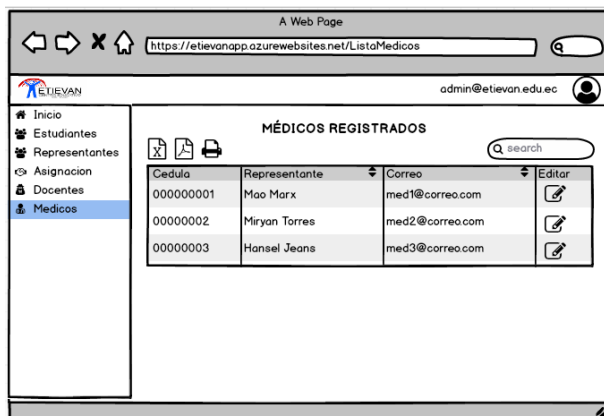 A Web Page
https://etievanapp.azurewebsites.net/ListaMedicos
ETIEVAN
admin@etievan.edu.ec
Inicio
Estudiantes
Representantes
Asignacion
Docentes
Medicos
MÉDICOS REGISTRADOS
search
Cedula Representante Correo Editar
000000001 Mao Marx med1@correo.com
00000002 Miryan Torres med2@correo.com
00000003 Hansel Jeans med3@correo.com